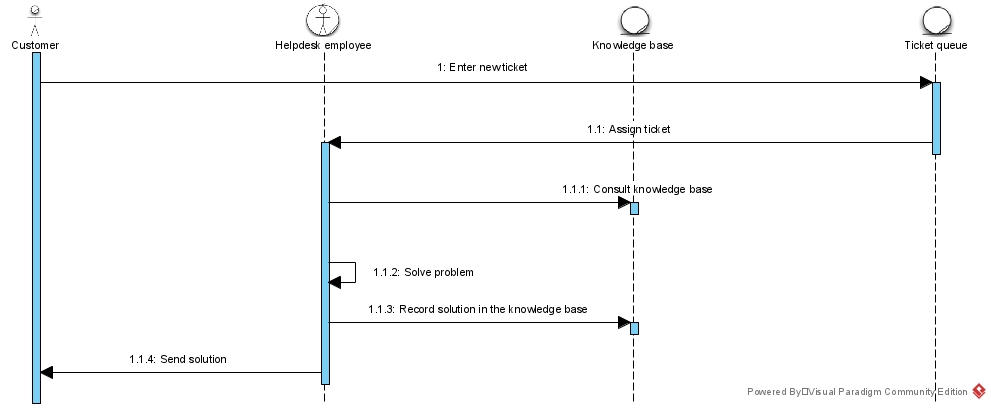 Customer
Helpdesk employee
Knowledge base
Ticket queue
1: Enter new ticket
1.1: Assign ticket
1.1.1: Consult knowledge base
1.1.2: Solve problem
1.1.3: Record solution in the knowledge base
1.1.4: Send solution
Powered By Visual Paradigm Community Edition